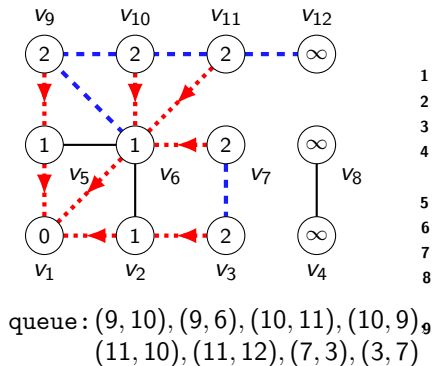 v9 v10 v11 v12
2 2 2 ∞
1
2
3
4
1 1 2 ∞
v5 v6 v7 v8
5
6
7
8
0 1 2 ∞
v1 v2 v3 v4
queue: (9, 10), (9, 6), (10, 11), (10, 9), 9
(11, 10), (11, 12), (7, 3), (3, 7)